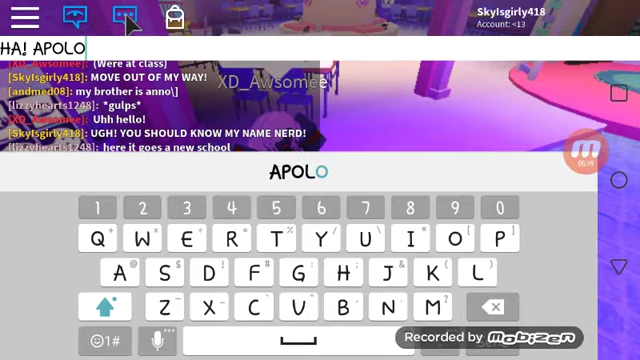 SkyIsgirly418
Account: <13
HA! APOLO
[XD_Awsomee]: (Were at class)
XD_Awsomee
[SkyIsgirly418]: MOVE OUT OF MY WAY!
[andmed08]: my brother is anno\]
[lizzyhearts1248]: *gulps*
[XD_Awsomee]: Uhh hello!
[SkyIsgirly418]: UGH! YOU SHOULD KNOW MY NAME NERD!
[lizzyhearts1248]: here it goes a new school
05:19
APOLO
1 2 3 4 5 6 7 8 9 0
Q W E R T Y U I O P
A S D F G H J K L
Z X C V B N M
1#
Recorded by Mobizen